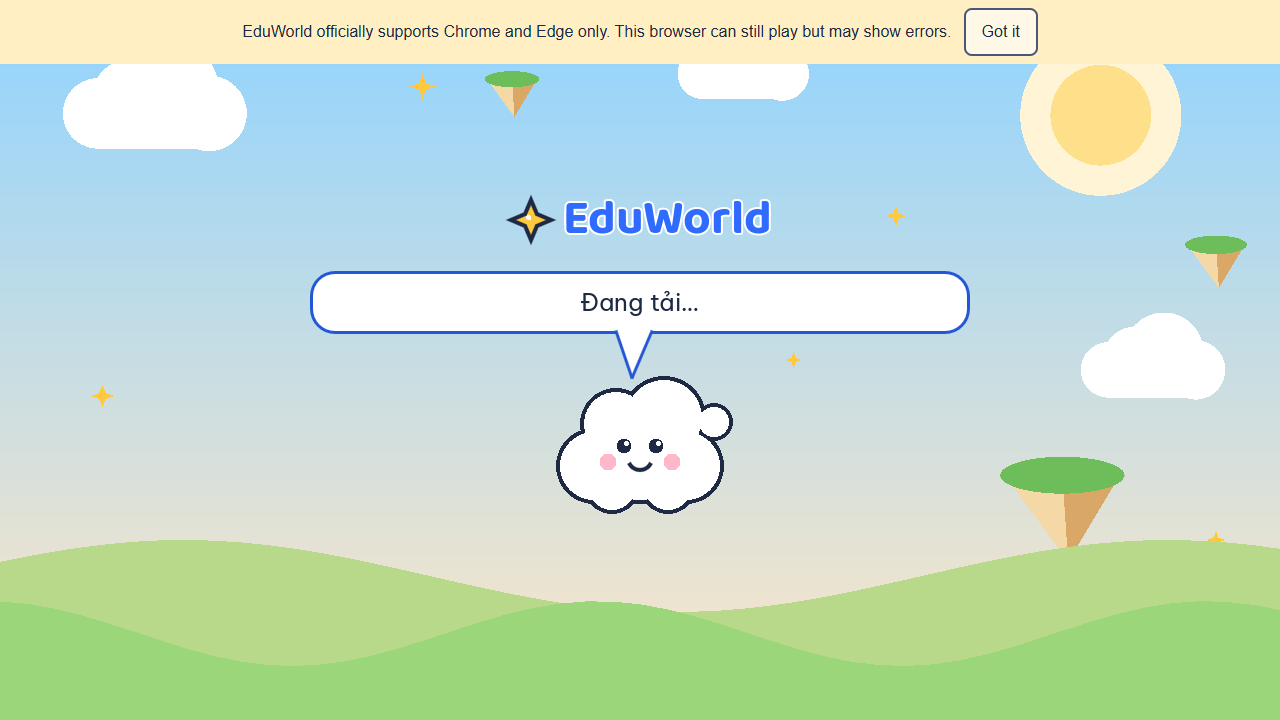 EduWorld officially supports Chrome and Edge only. This browser can still play but may show errors. Got it
EduWorld
Đang tải...